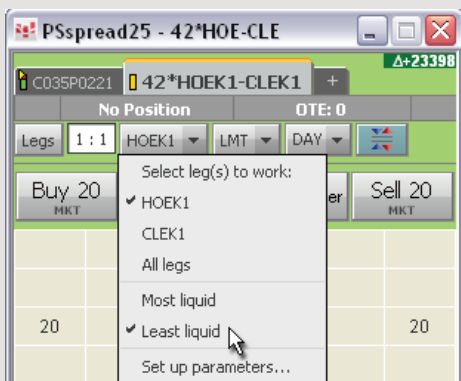 PSspread25 - 42*HOE-CLE
Δ+23398
C035P0221 42*HOEK1-CLEK1 +
No Position OTE: 0
Legs 1 : 1 HOEK1 LMT DAY
Select leg(s) to work:
Buy 20 MKT
er
Sell 20 MKT
✔ HOEK1
CLEK1
All legs
Most liquid
20 ✔ Least liquid 20
Set up parameters...